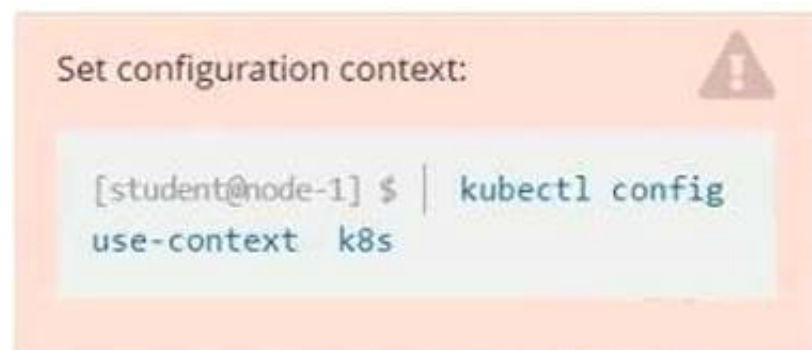 Set configuration context:
[student@node-1] $ | kubectl config
use-context k8s